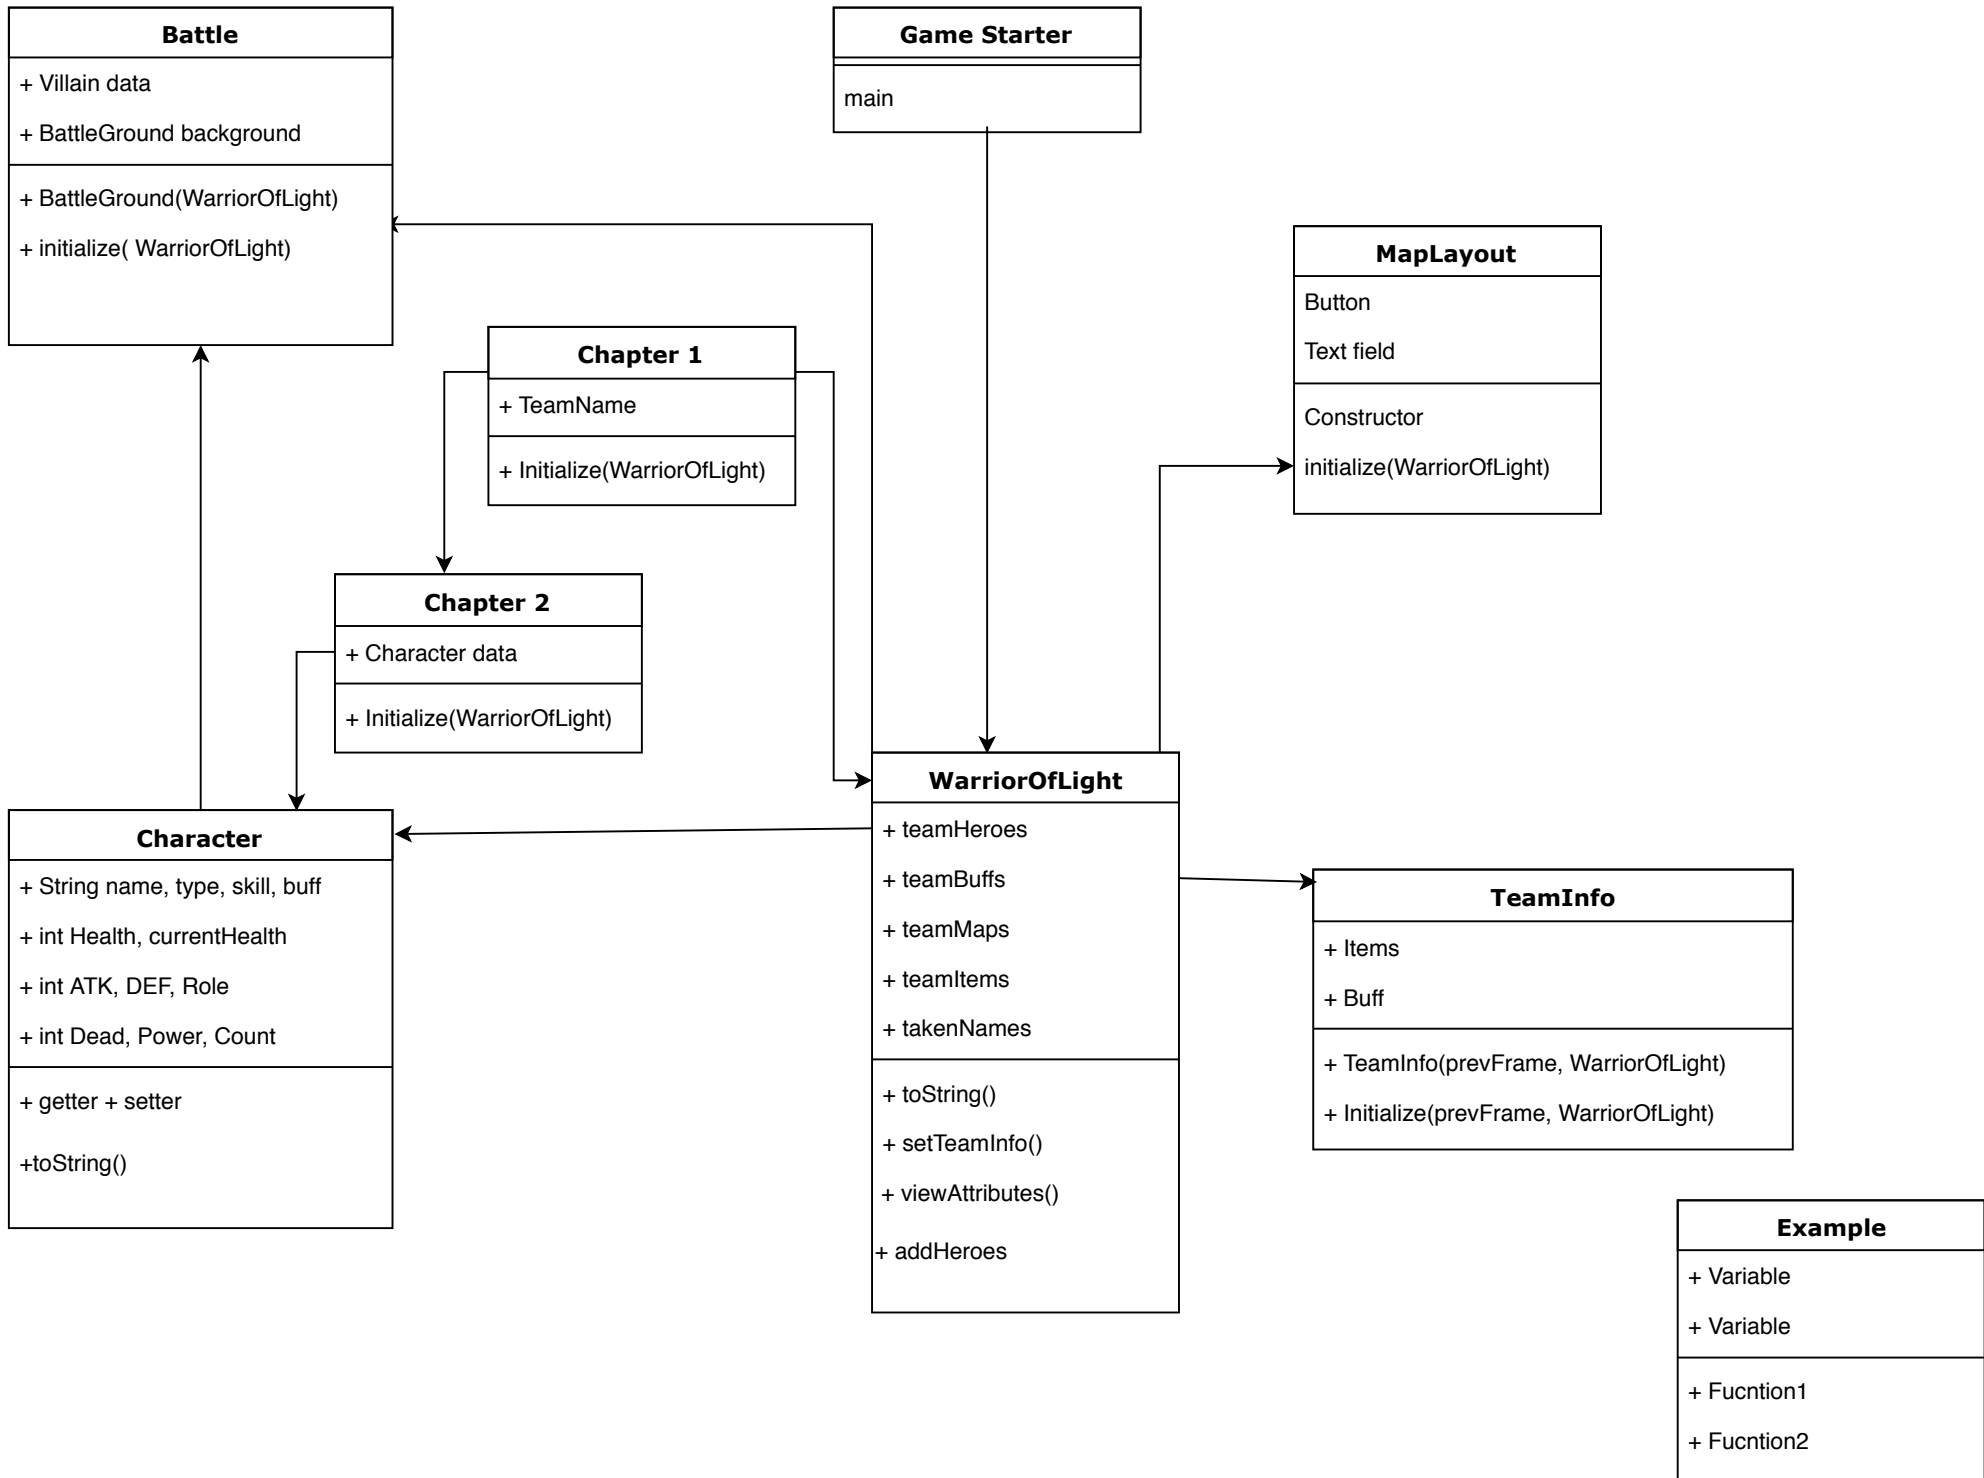 Battle
+ Villain data
+ BattleGround background
+ BattleGround(WarriorOfLight)
+ initialize( WarriorOfLight)
Game Starter
main
MapLayout
Button
Text field
Constructor
initialize(WarriorOfLight)
Chapter 1
+ TeamName
+ Initialize(WarriorOfLight)
Chapter 2
+ Character data
+ Initialize(WarriorOfLight)
Character
+ String name, type, skill, buff
+ int Health, currentHealth
+ int ATK, DEF, Role
+ int Dead, Power, Count
+ getter + setter
+toString()
WarriorOfLight
+ teamHeroes
+ teamBuffs
+ teamMaps
+ teamItems
+ takenNames
+ toString()
+ setTeamInfo()
+ viewAttributes()
+ addHeroes
TeamInfo
+ Items
+ Buff
+ TeamInfo(prevFrame, WarriorOfLight)
+ Initialize(prevFrame, WarriorOfLight)
Example
+ Variable
+ Variable
+ Fucntion1
+ Fucntion2